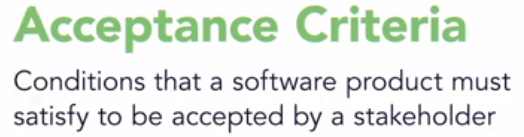 Acceptance Criteria
Conditions that a software product must
satisfy to be accepted by a stakeholder